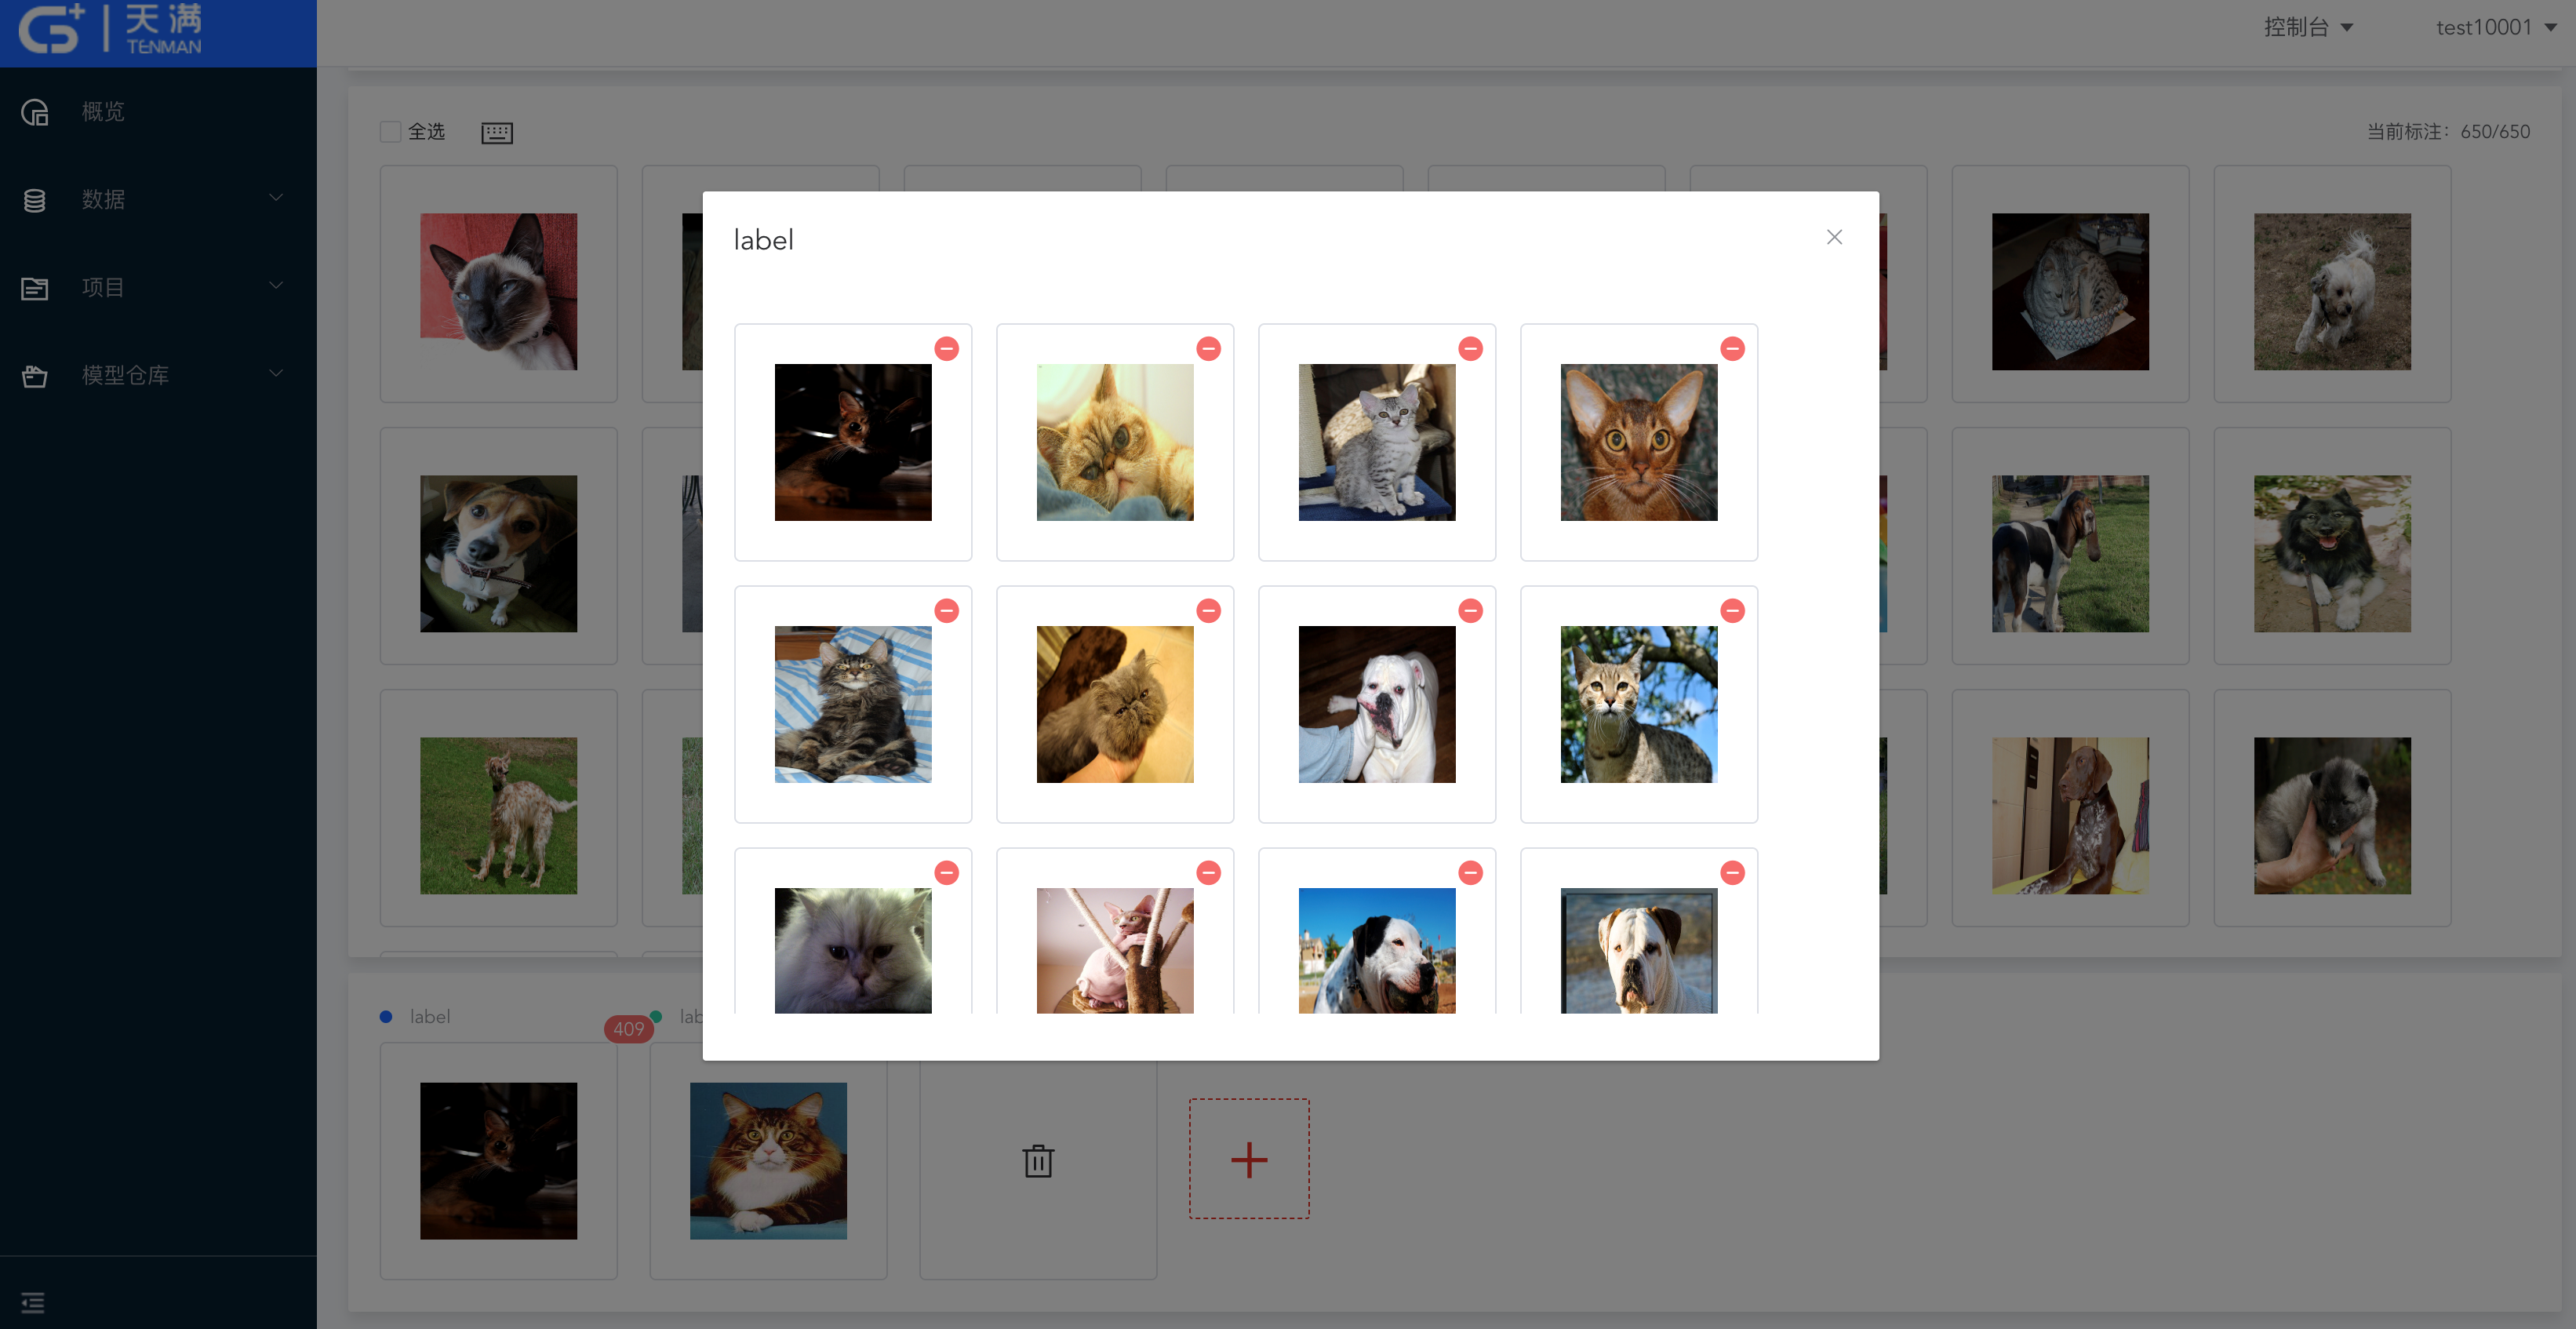 天满
TENMAN
控制台
test10001
概览
数据
项目
模型仓库
全选
当前标注：650/650
label
label
409
lab